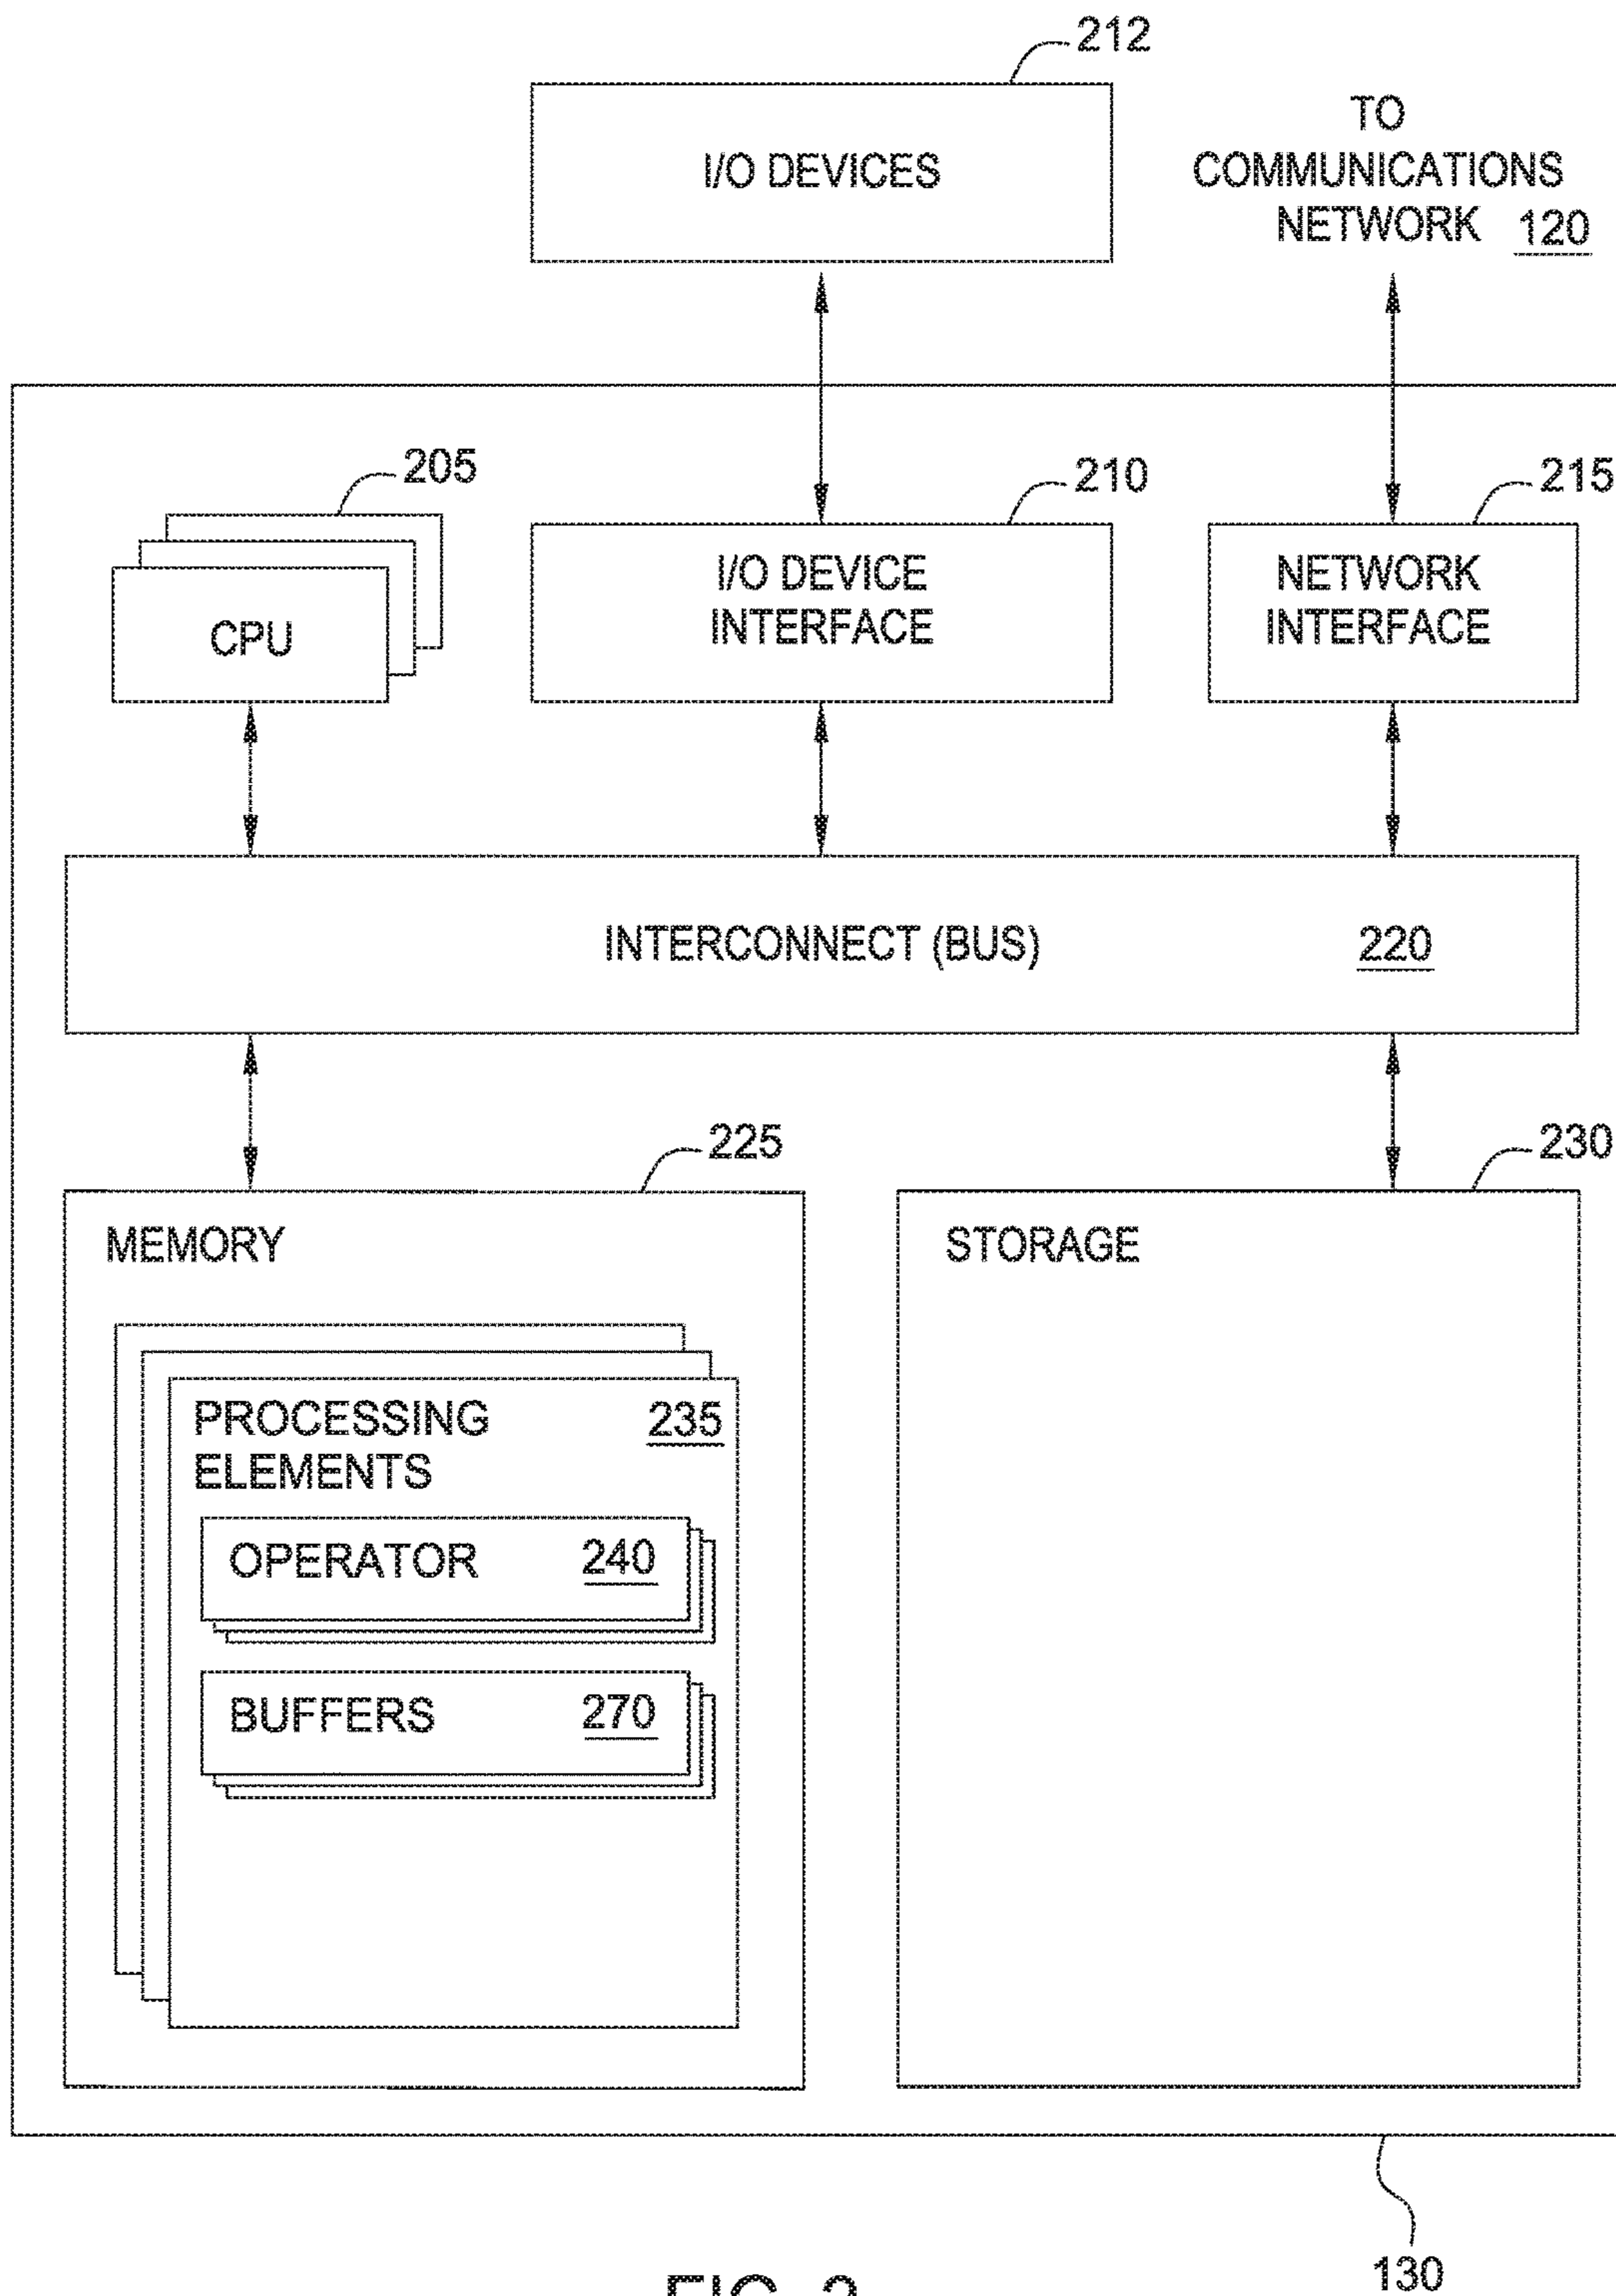 212
I/O DEVICES
TO
COMMUNICATIONS
NETWORK 120
205
210
215
CPU
I/O DEVICE
INTERFACE
NETWORK
INTERFACE
INTERCONNECT (BUS) 220
225
230
MEMORY
STORAGE
PROCESSING 235
ELEMENTS
OPERATOR 240
BUFFERS 270
130